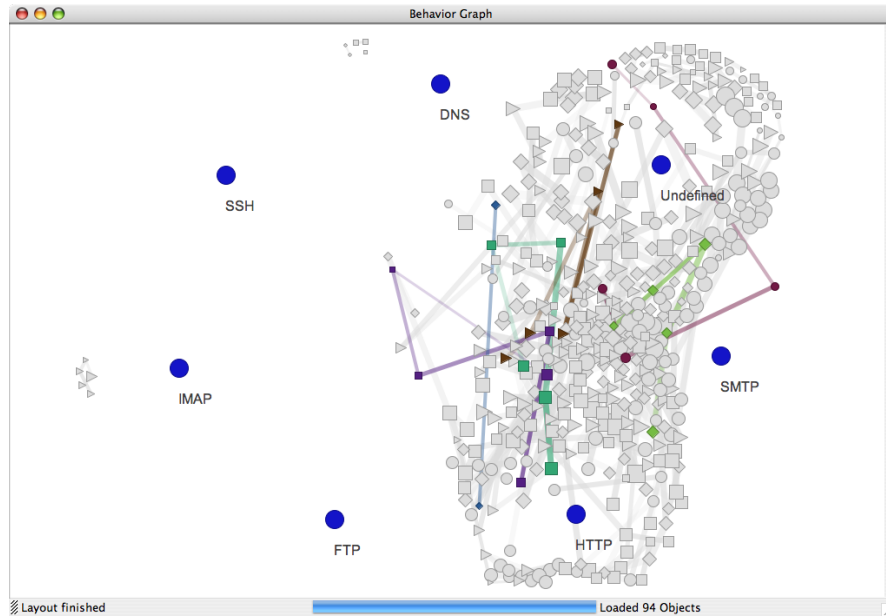 Behavior Graph
DNS
SSH
Undefined
IMAP
SMTP
FTP
HTTP
Layout finished
Loaded 94 Objects